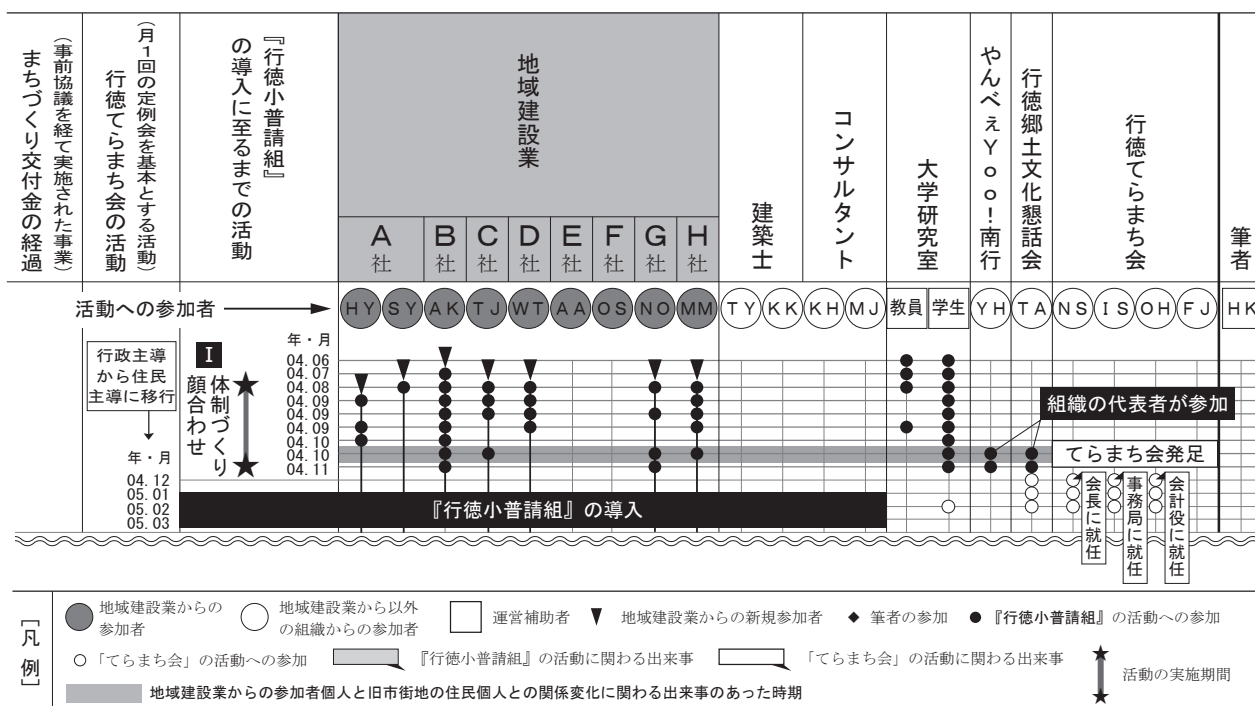 まちづくり交付金の経過
（事前協議を経て実施された事業）
行徳てらまち会の活動
（月１回の定例会を基本とする活動）
『行徳小普請組』
の導入に至るまでの活動
地域建設業
A社
B社
C社
D社
E社
F社
G社
H社
建築士
コンサルタント
大学研究室
やんべぇYoo！南行
行徳郷土文化懇話会
行徳てらまち会
筆者
活動への参加者
HY
SY
AK
TJ
WT
AA
OS
NO
MM
TY
KK
KH
MJ
教員
学生
YH
TA
NS
IS
OH
FJ
HK
行政主導
から住民
主導に移行
年・月
04.12
05.01
05.02
05.03
I
体制づくり
顔合わせ
年・月
04.06
04.07
04.08
04.09
04.09
04.09
04.10
04.10
04.11
組織の代表者が参加
てらまち会発足
『行徳小普請組』の導入
会長に就任
事務局に就任
会計役に就任
［凡例］
地域建設業からの
参加者
地域建設業から以外
の組織からの参加者
運営補助者
地域建設業からの新規参加者
筆者の参加
『行徳小普請組』の活動への参加
「てらまち会」の活動への参加
『行徳小普請組』の活動に関わる出来事
「てらまち会」の活動に関わる出来事
活動の実施期間
地域建設業からの参加者個人と旧市街地の住民個人との関係変化に関わる出来事のあった時期